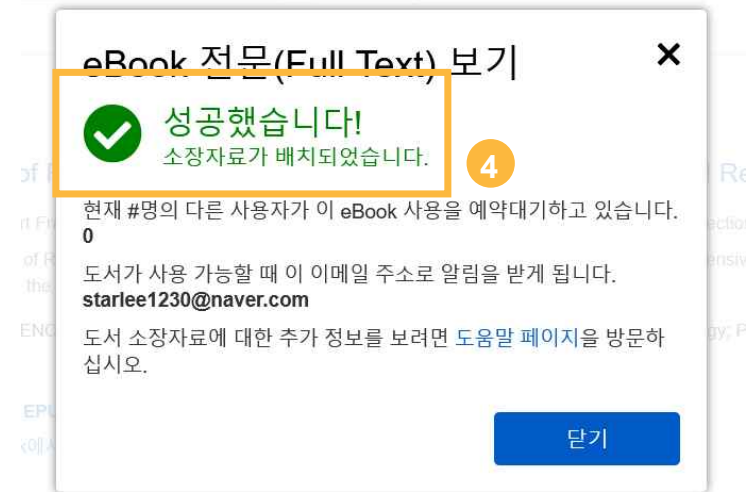 eBook 전문(Full Text) 보기
성공했습니다!
소장자료가 배치되었습니다.
4
현재 #명의 다른 사용자가 이 eBook 사용을 예약대기하고 있습니다.
0
도서가 사용 가능할 때 이 이메일 주소로 알림을 받게 됩니다.
starlee1230@naver.com
도서 소장자료에 대한 추가 정보를 보려면 도움말 페이지을 방문하
십시오.
닫기